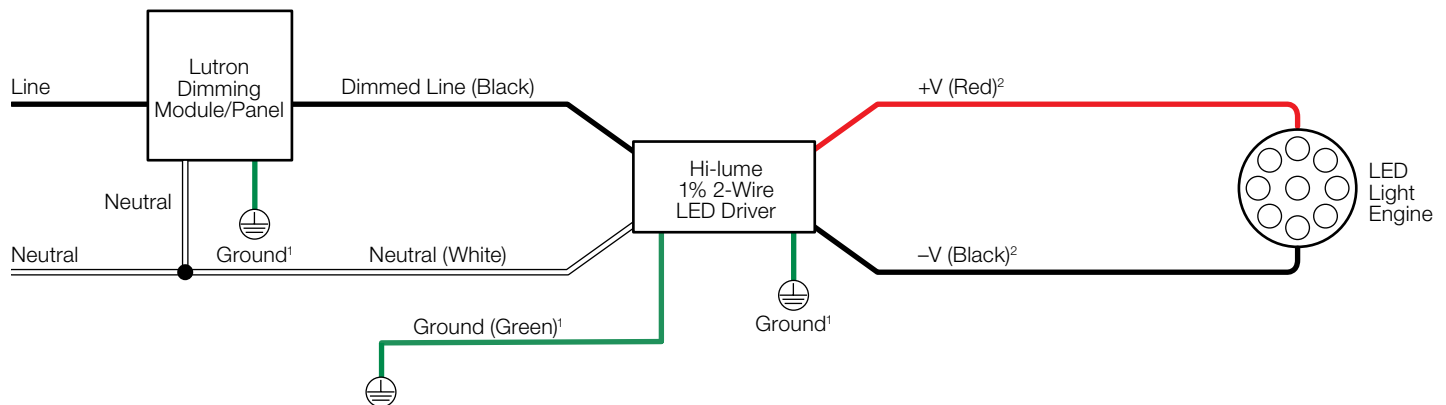 Line
Lutron
Dimming
Module/Panel
Dimmed Line (Black)
+V (Red)²
Hi-lume
1% 2-Wire
LED Driver
LED
Light
Engine
Neutral
Ground¹
Neutral
Neutral (White)
–V (Black)²
Ground¹
Ground (Green)¹